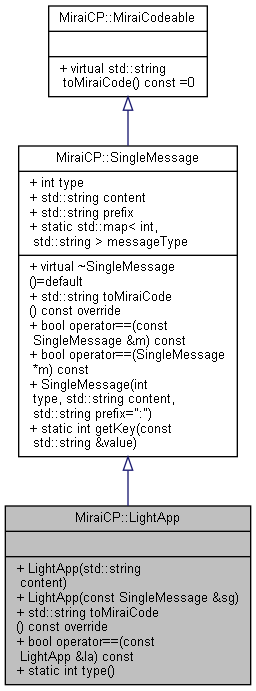 MiraiCP::MiraiCodeable
+ virtual std::string
toMiraiCode() const =0
MiraiCP::SingleMessage
+ int type
+ std::string content
+ std::string prefix
+ static std::map< int,
std::string > messageType
+ virtual ~SingleMessage
()=default
+ std::string toMiraiCode
() const override
+ bool operator==(const
SingleMessage &m) const
+ bool operator==(SingleMessage
*m) const
+ SingleMessage(int
type, std::string content,
std::string prefix=":")
+ static int getKey(const
std::string &value)
MiraiCP::LightApp
+ LightApp(std::string
content)
+ LightApp(const SingleMessage &sg)
+ std::string toMiraiCode
() const override
+ bool operator==(const
LightApp &la) const
+ static int type()